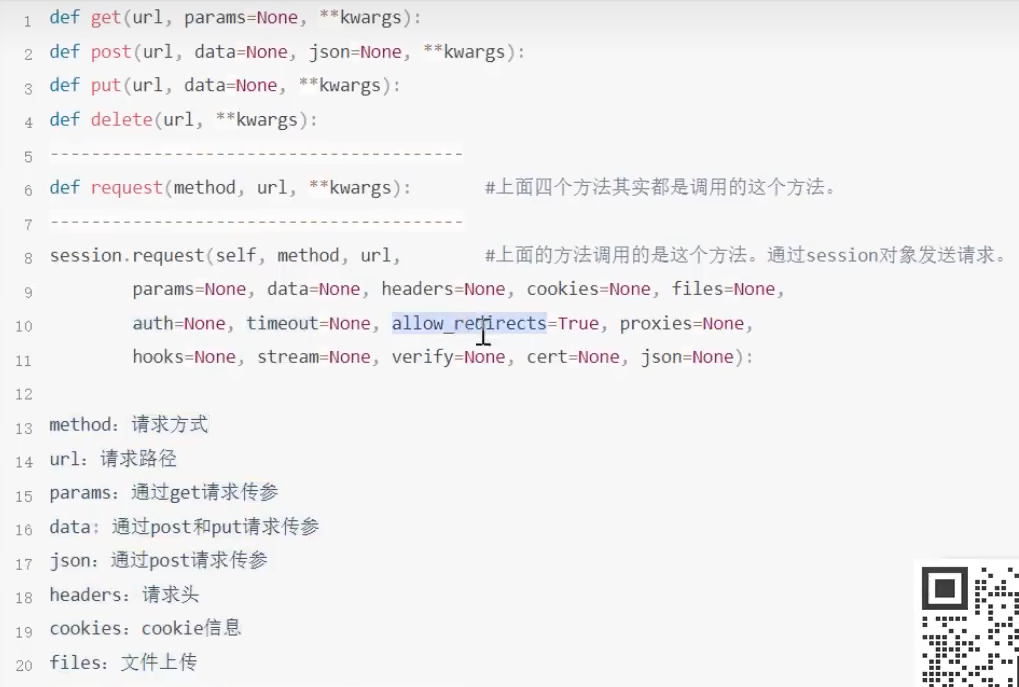 1 def get(url, params=None, **kwargs):
2 def post(url, data=None, json=None, **kwargs):
3 def put(url, data=None, **kwargs):
4 def delete(url, **kwargs):
5 ----------------------------------------
6 def request(method, url, **kwargs): #上面四个方法其实都是调用的这个方法。
7 ----------------------------------------
8 session.request(self, method, url, #上面的方法调用的是这个方法。通过session对象发送请求。
9 params=None, data=None, headers=None, cookies=None, files=None,
10 auth=None, timeout=None, allow_redirects=True, proxies=None,
11 hooks=None, stream=None, verify=None, cert=None, json=None):
12
13 method：请求方式
14 url：请求路径
15 params：通过get请求传参
16 data：通过post和put请求传参
17 json：通过post请求传参
18 headers：请求头
19 cookies：cookie信息
20 files：文件上传